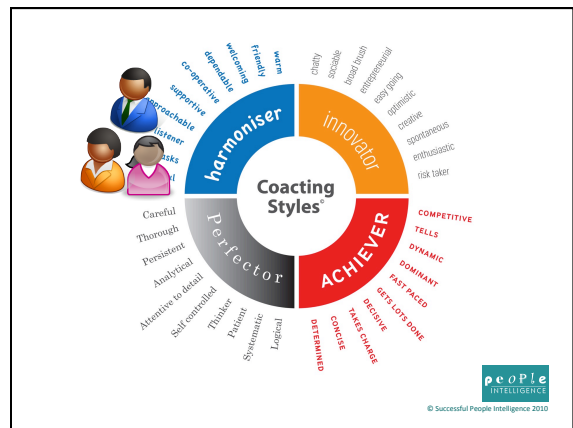 warm
friendly
welcoming
dependable
co-operative
supportive
approachable
listener
asks
harmoniser
chatty
sociable
broad brush
entrepreneurial
easy going
optimistic
creative
spontaneous
enthusiastic
risk taker
innovator
Coacting
Styles©
Careful
Thorough
Persistent
Analytical
Attentive to detail
Self controlled
Thinker
Patient
Systematic
Logical
Perfector
COMPETITIVE
TELLS
DYNAMIC
DOMINANT
FAST PACED
GETS LOTS DONE
DECISIVE
TAKES CHARGE
CONCISE
DETERMINED
ACHIEVER
peoPle
INTELLIGENCE
© Successful People Intelligence 2010